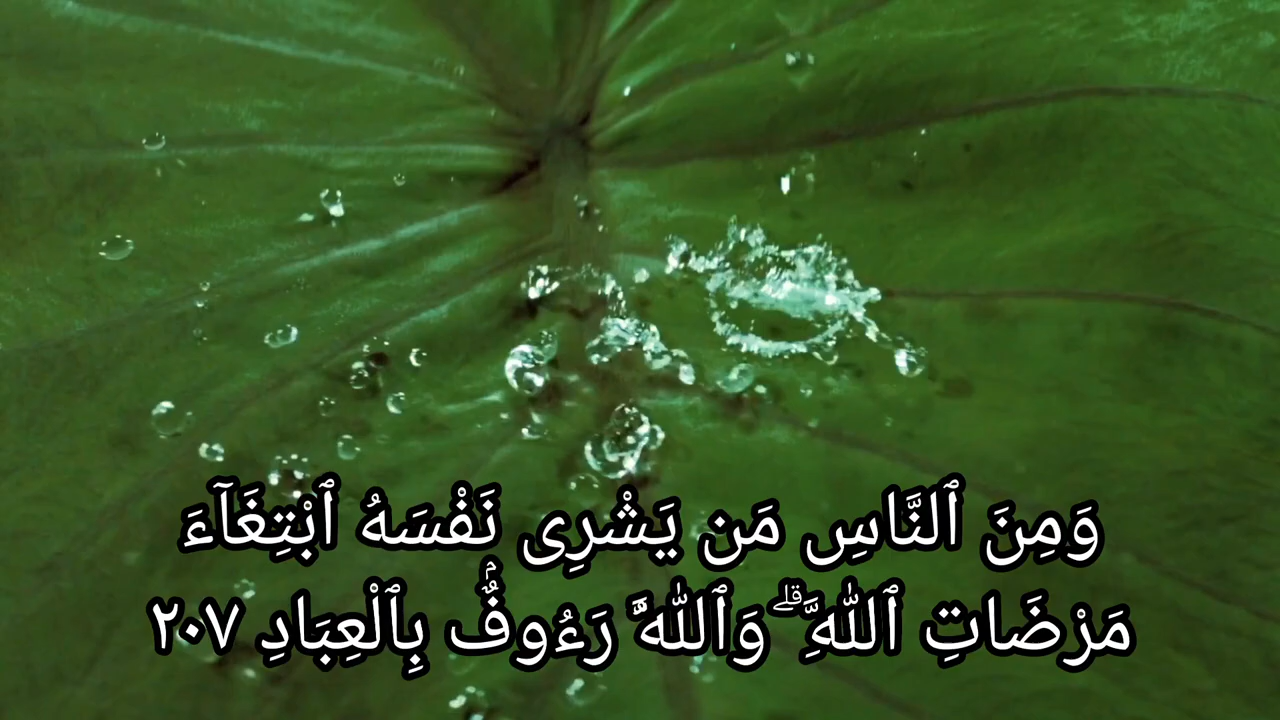 وَمِنَ ٱلنَّاسِ مَن يَشْرِى نَفْسَهُ ٱبْتِغَآءَ
مَرْضَاتِ ٱللَّهِ ۗ وَٱللَّهُ رَءُوفٌۢ بِٱلْعِبَادِ ٢٠٧